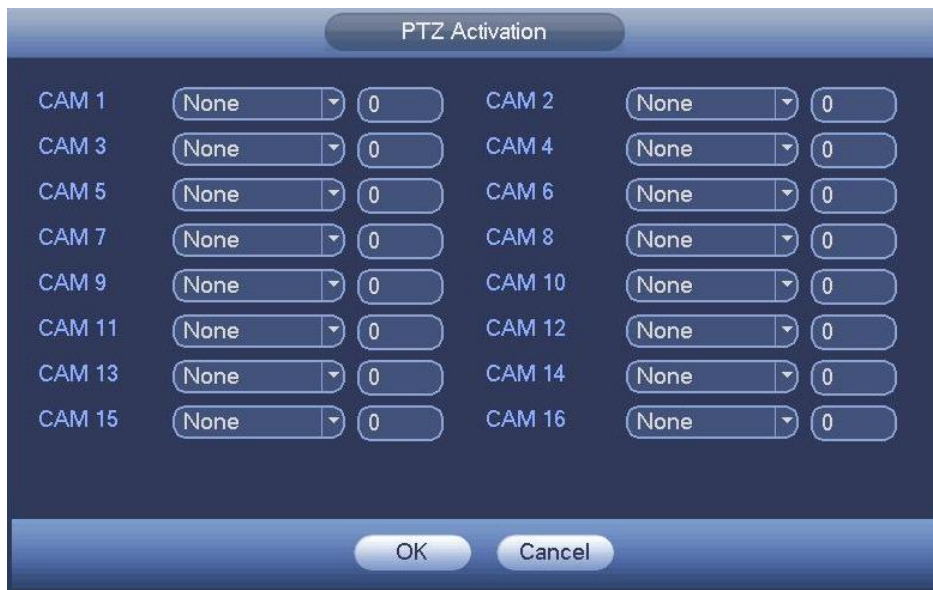 PTZ Activation
CAM 1 None 0 CAM 2 None 0
CAM 3 None 0 CAM 4 None 0
CAM 5 None 0 CAM 6 None 0
CAM 7 None 0 CAM 8 None 0
CAM 9 None 0 CAM 10 None 0
CAM 11 None 0 CAM 12 None 0
CAM 13 None 0 CAM 14 None 0
CAM 15 None 0 CAM 16 None 0
OK Cancel